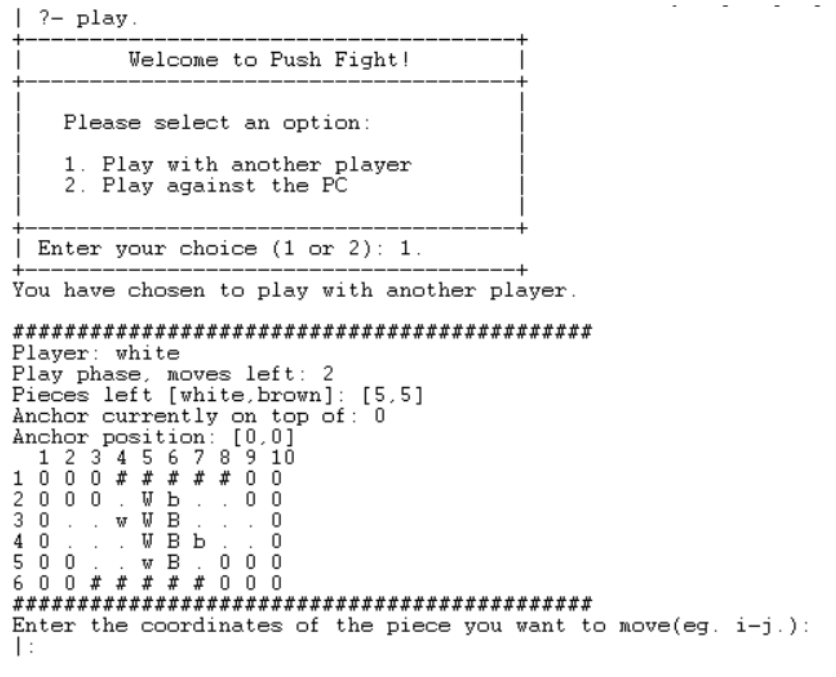 | ?- play.
+---------------------------------------+
|        Welcome to Push Fight!         |
+---------------------------------------+
|                                       |
|   Please select an option:            |
|                                       |
|   1. Play with another player         |
|   2. Play against the PC              |
|                                       |
+---------------------------------------+
| Enter your choice (1 or 2): 1.
+---------------------------------------+
You have chosen to play with another player.
#############################################
Player: white
Play phase, moves left: 2
Pieces left [white,brown]: [5,5]
Anchor currently on top of: 0
Anchor position: [0,0]
  1 2 3 4 5 6 7 8 9 10
1 0 0 0 # # # # # 0 0
2 0 0 0 . W b . . 0 0
3 0 . . w W B . . . 0
4 0 . . . W B b . . 0
5 0 0 . . w B . 0 0 0
6 0 0 # # # # # 0 0 0
#############################################
Enter the coordinates of the piece you want to move(eg. i-j.):
|: